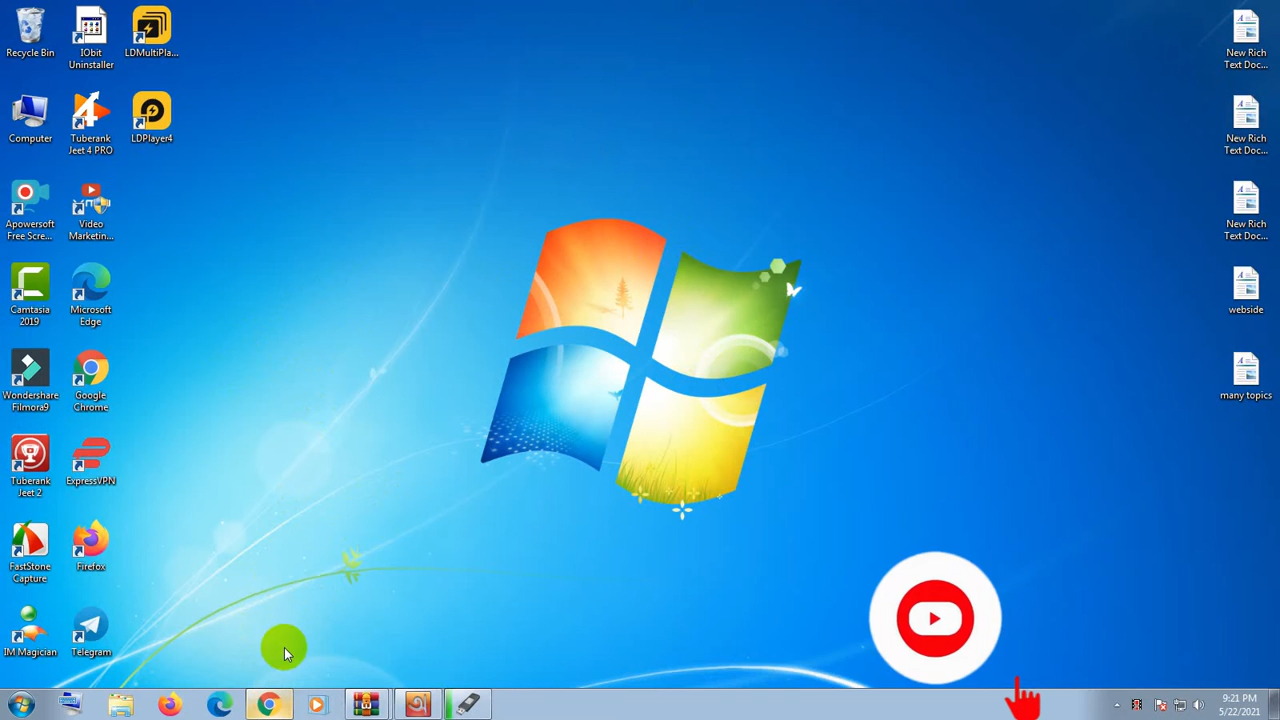 Recycle Bin
IObit
Uninstaller
LDMultiPla...
Computer
Tuberank
Jeet 4 PRO
LDPlayer4
Apowersoft
Free Scre...
Video
Marketin...
Camtasia
2019
Microsoft
Edge
Wondershare
Filmora9
Google
Chrome
Tuberank
Jeet 2
ExpressVPN
FastStone
Capture
Firefox
IM Magician
Telegram
New Rich
Text Doc...
New Rich
Text Doc...
New Rich
Text Doc...
webside
many topics
9:21 PM
5/22/2021